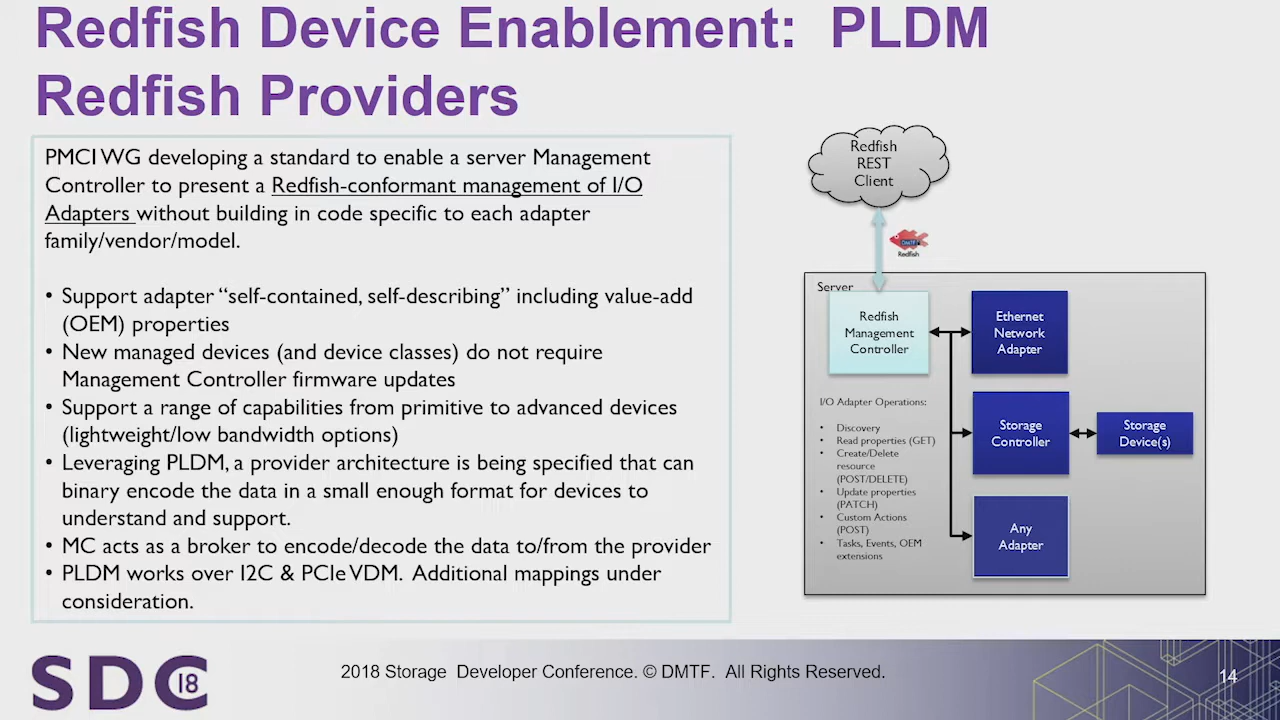 Redfish Device Enablement:  PLDM
Redfish Providers
PMCI WG developing a standard to enable a server Management
Controller to present a Redfish-conformant management of I/O
Adapters without building in code specific to each adapter
family/vendor/model.
• Support adapter “self-contained, self-describing” including value-add
(OEM) properties
• New managed devices (and device classes) do not require
Management Controller firmware updates
• Support a range of capabilities from primitive to advanced devices
(lightweight/low bandwidth options)
• Leveraging PLDM, a provider architecture is being specified that can
binary encode the data in a small enough format for devices to
understand and support.
• MC acts as a broker to encode/decode the data to/from the provider
• PLDM works over I2C & PCIe VDM.  Additional mappings under
consideration.
Redfish
REST
Client
DMTF
Redfish
Server
Redfish
Management
Controller
Ethernet
Network
Adapter
I/O Adapter Operations:
• Discovery
• Read properties (GET)
• Create/Delete
resource
(POST/DELETE)
• Update properties
(PATCH)
• Custom Actions
(POST)
• Tasks, Events, OEM
extensions
Storage
Controller
Storage
Device(s)
Any
Adapter
SDC 18
2018 Storage  Developer Conference. © DMTF.  All Rights Reserved.
14